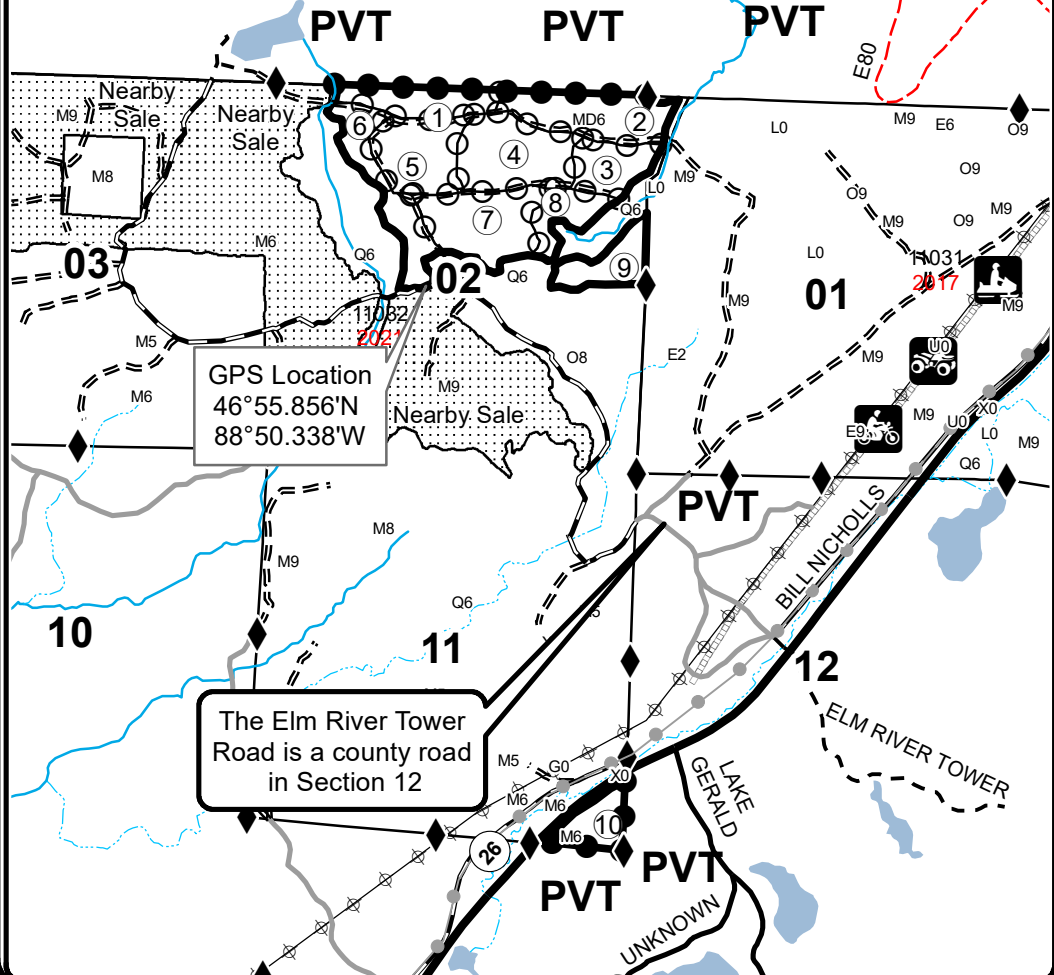 PVT
PVT
PVT
E80
Nearby
Sale
M9
Nearby
Sale
1
MD6
2
L0
M9
E6
O9
6
M8
5
4
3
M9
O9
O9
L0
8
Q6
M9
O9
M9
7
M6
Q6
L0
03
02
Q6
9
11031
2017
01
M9
M9
11032
2021
M5
O8
E2
M9
U0
GPS Location
46°55.856'N
88°50.338'W
M9
M6
Nearby Sale
M9
E9
U0
X0
L0
M9
Q6
PVT
BILL NICHOLLS
M8
M9
Q6
10
11
12
The Elm River Tower
Road is a county road
in Section 12
ELM RIVER TOWER
M5
G0
X0
LAKE
GERALD
M6
M6
10
M6
26
PVT
PVT
UNKNOWN